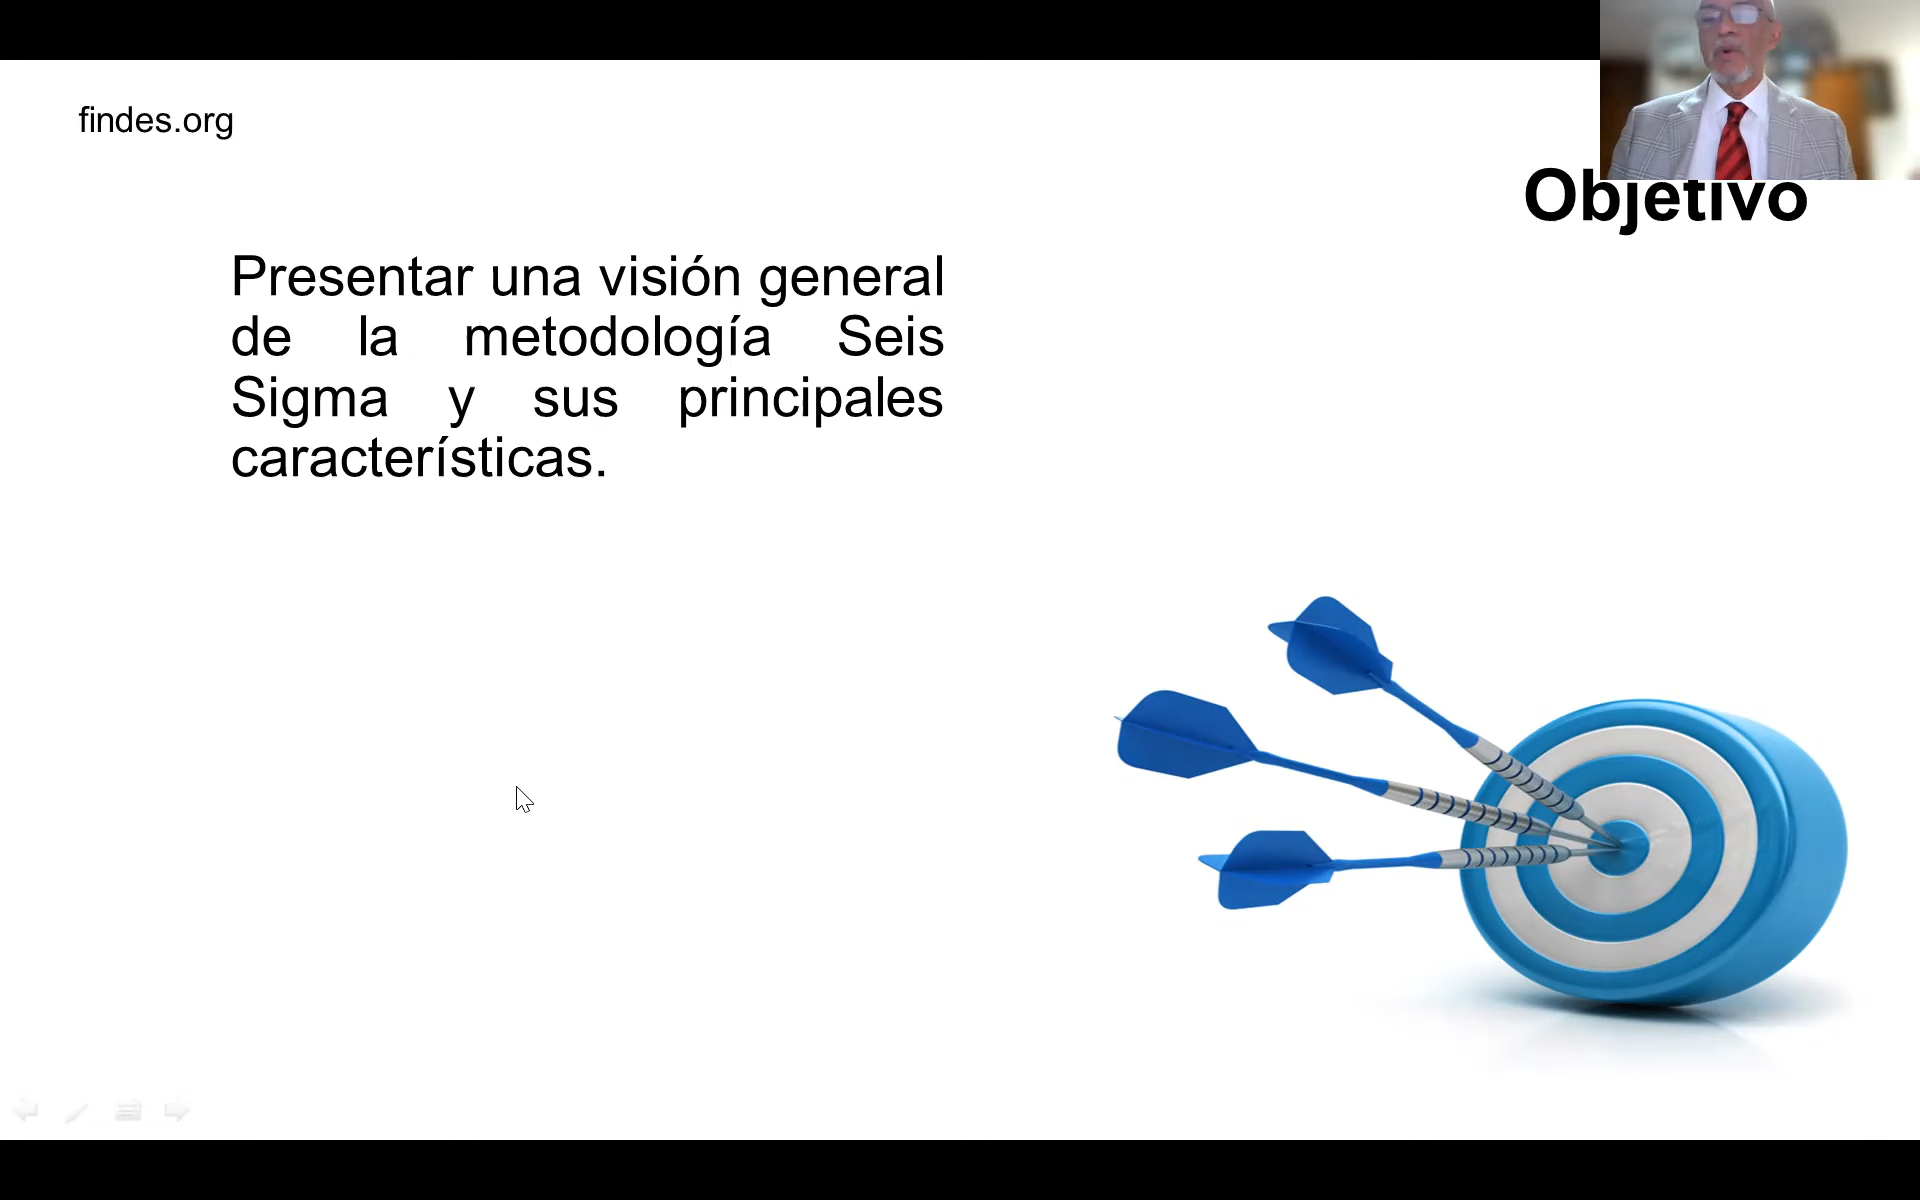 findes.org
Objetivo
Presentar una visión general
de la metodología Seis
Sigma y sus principales
características.